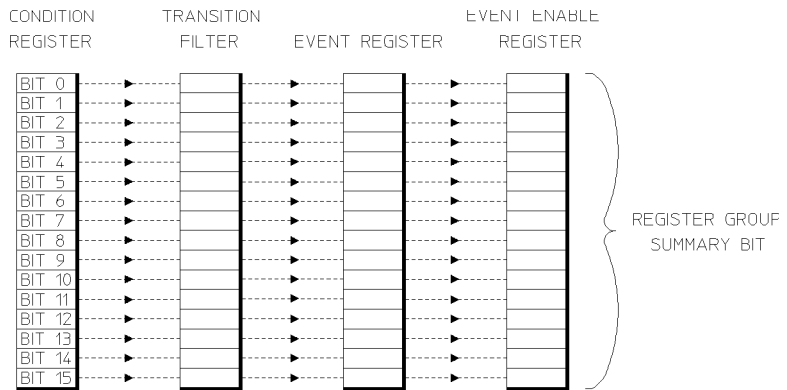 CONDITION
REGISTER
TRANSITION
FILTER
EVENT REGISTER
EVENT ENABLE
REGISTER
BIT 0
BIT 1
BIT 2
BIT 3
BIT 4
BIT 5
BIT 6
BIT 7
BIT 8
BIT 9
BIT 10
BIT 11
BIT 12
BIT 13
BIT 14
BIT 15
REGISTER GROUP
SUMMARY BIT